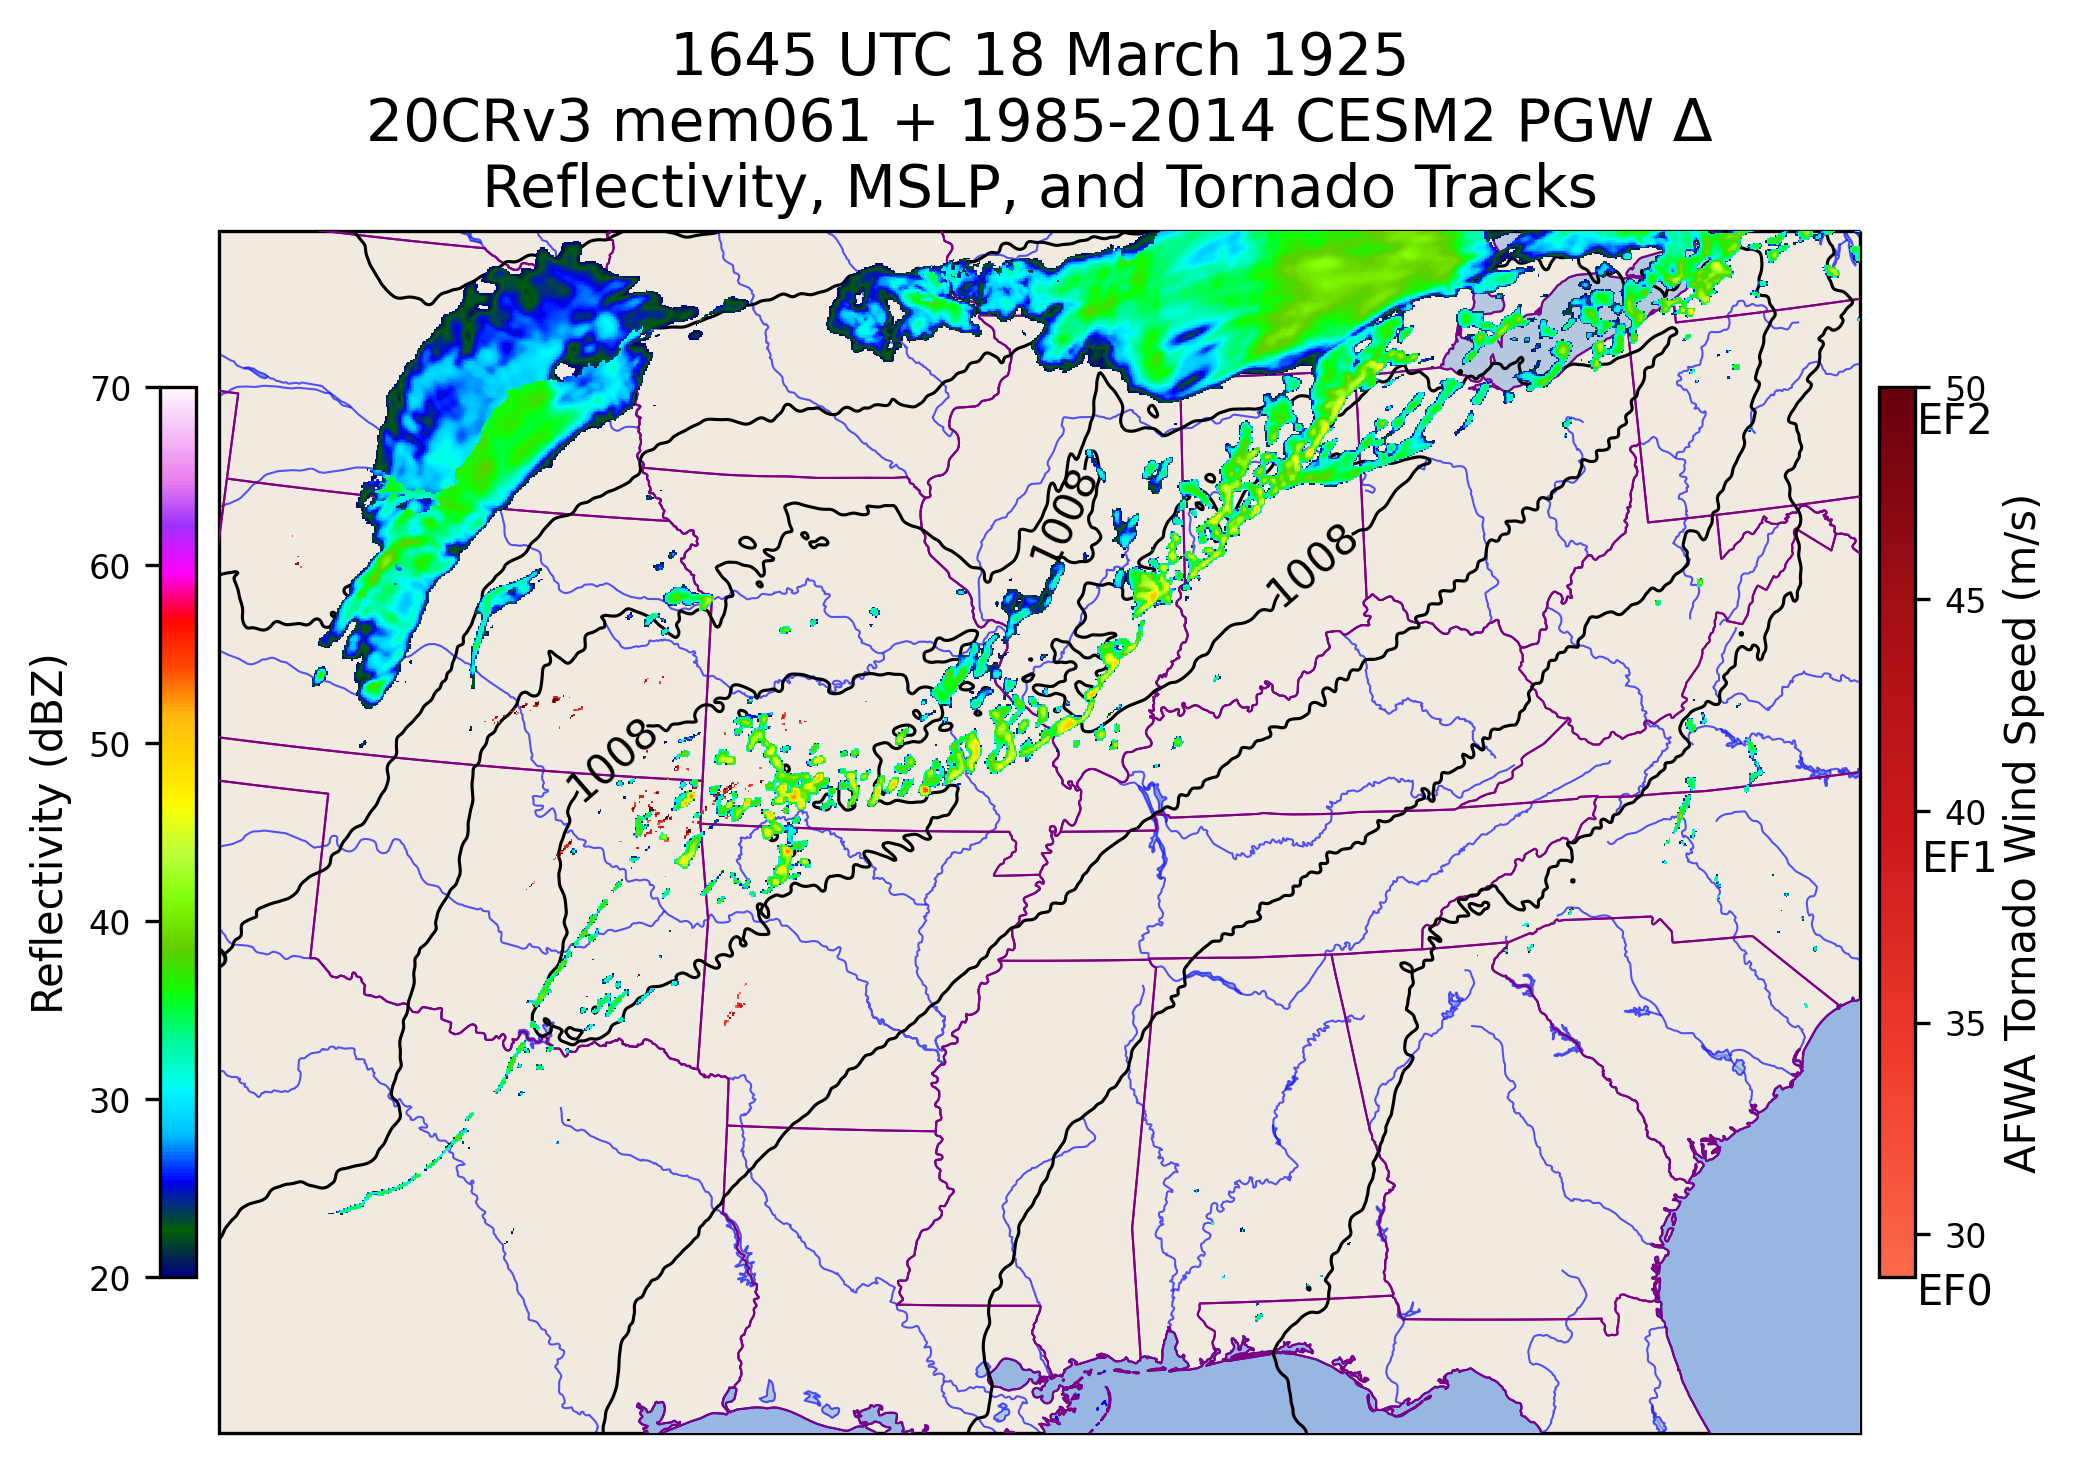 1645 UTC 18 March 1925
20CRv3 mem061 + 1985-2014 CESM2 PGW Δ
Reflectivity, MSLP, and Tornado Tracks
70
60
50
40
30
20
Reflectivity (dBZ)
1008
1008
1008
50
EF2
45
40
EF1
35
30
EF0
AFWA Tornado Wind Speed (m/s)